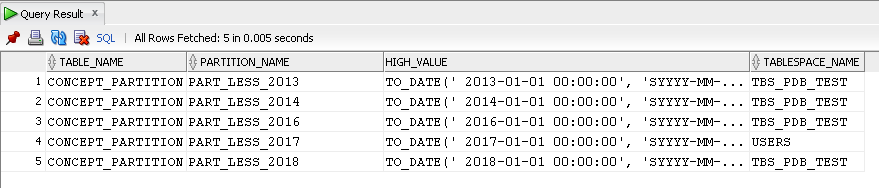 Query Result x
SQL | All Rows Fetched: 5 in 0.005 seconds
TABLE_NAME PARTITION_NAME HIGH_VALUE TABLESPACE_NAME
1 CONCEPT_PARTITION PART_LESS_2013 TO_DATE(' 2013-01-01 00:00:00', 'SYYYY-MM-... TBS_PDB_TEST
2 CONCEPT_PARTITION PART_LESS_2014 TO_DATE(' 2014-01-01 00:00:00', 'SYYYY-MM-... TBS_PDB_TEST
3 CONCEPT_PARTITION PART_LESS_2016 TO_DATE(' 2016-01-01 00:00:00', 'SYYYY-MM-... TBS_PDB_TEST
4 CONCEPT_PARTITION PART_LESS_2017 TO_DATE(' 2017-01-01 00:00:00', 'SYYYY-MM-... USERS
5 CONCEPT_PARTITION PART_LESS_2018 TO_DATE(' 2018-01-01 00:00:00', 'SYYYY-MM-... TBS_PDB_TEST